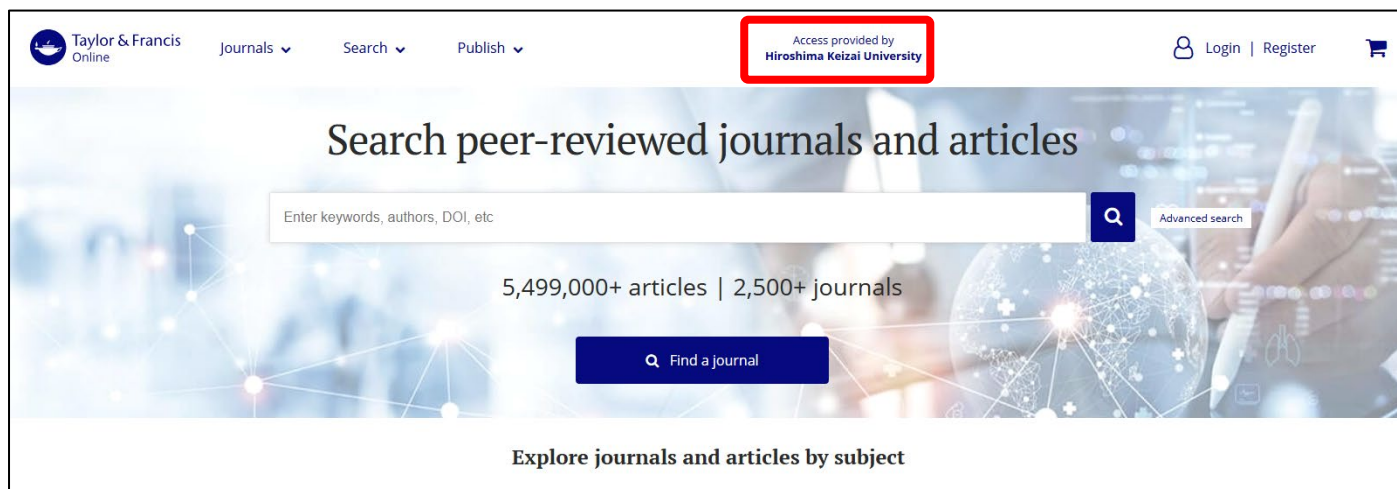 Taylor & Francis
Online
Journals
Search
Publish
Access provided by
Hiroshima Keizai University
Login | Register
Search peer-reviewed journals and articles
Enter keywords, authors, DOI, etc
Advanced search
5,499,000+ articles | 2,500+ journals
Find a journal
Explore journals and articles by subject